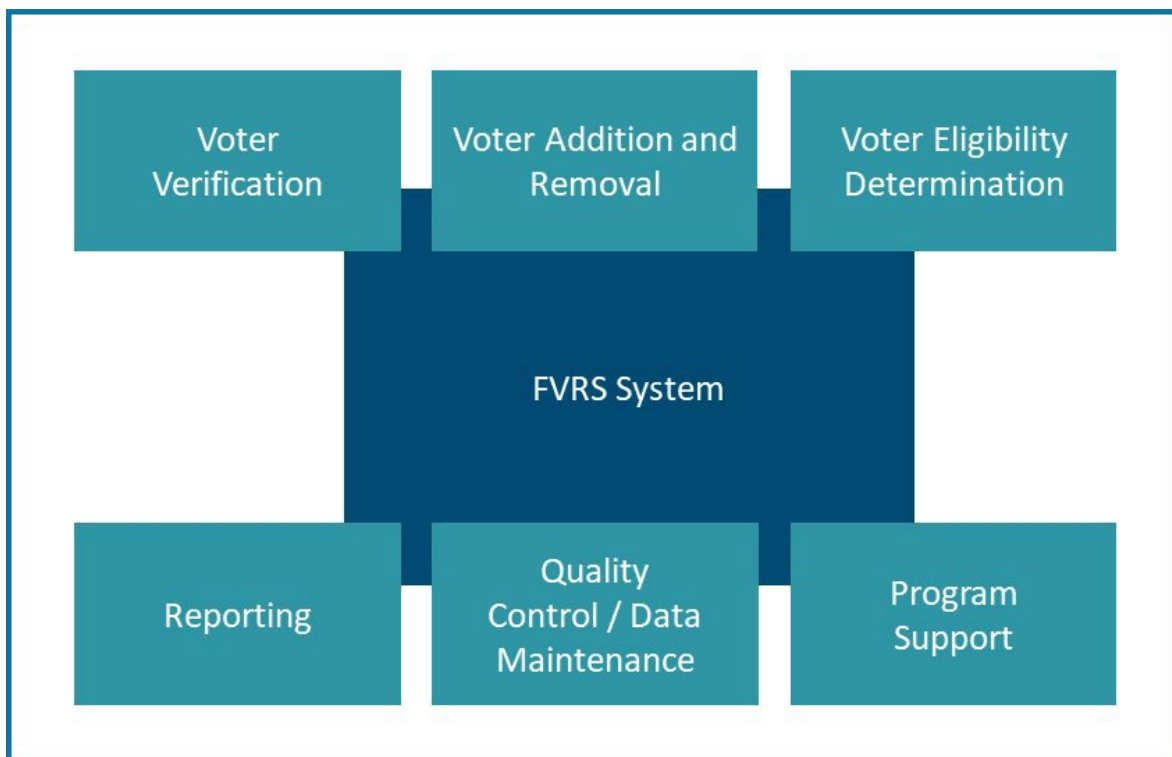 Voter
Verification
Voter Addition and
Removal
Voter Eligibility
Determination
FVRS System
Reporting
Quality
Control / Data
Maintenance
Program
Support